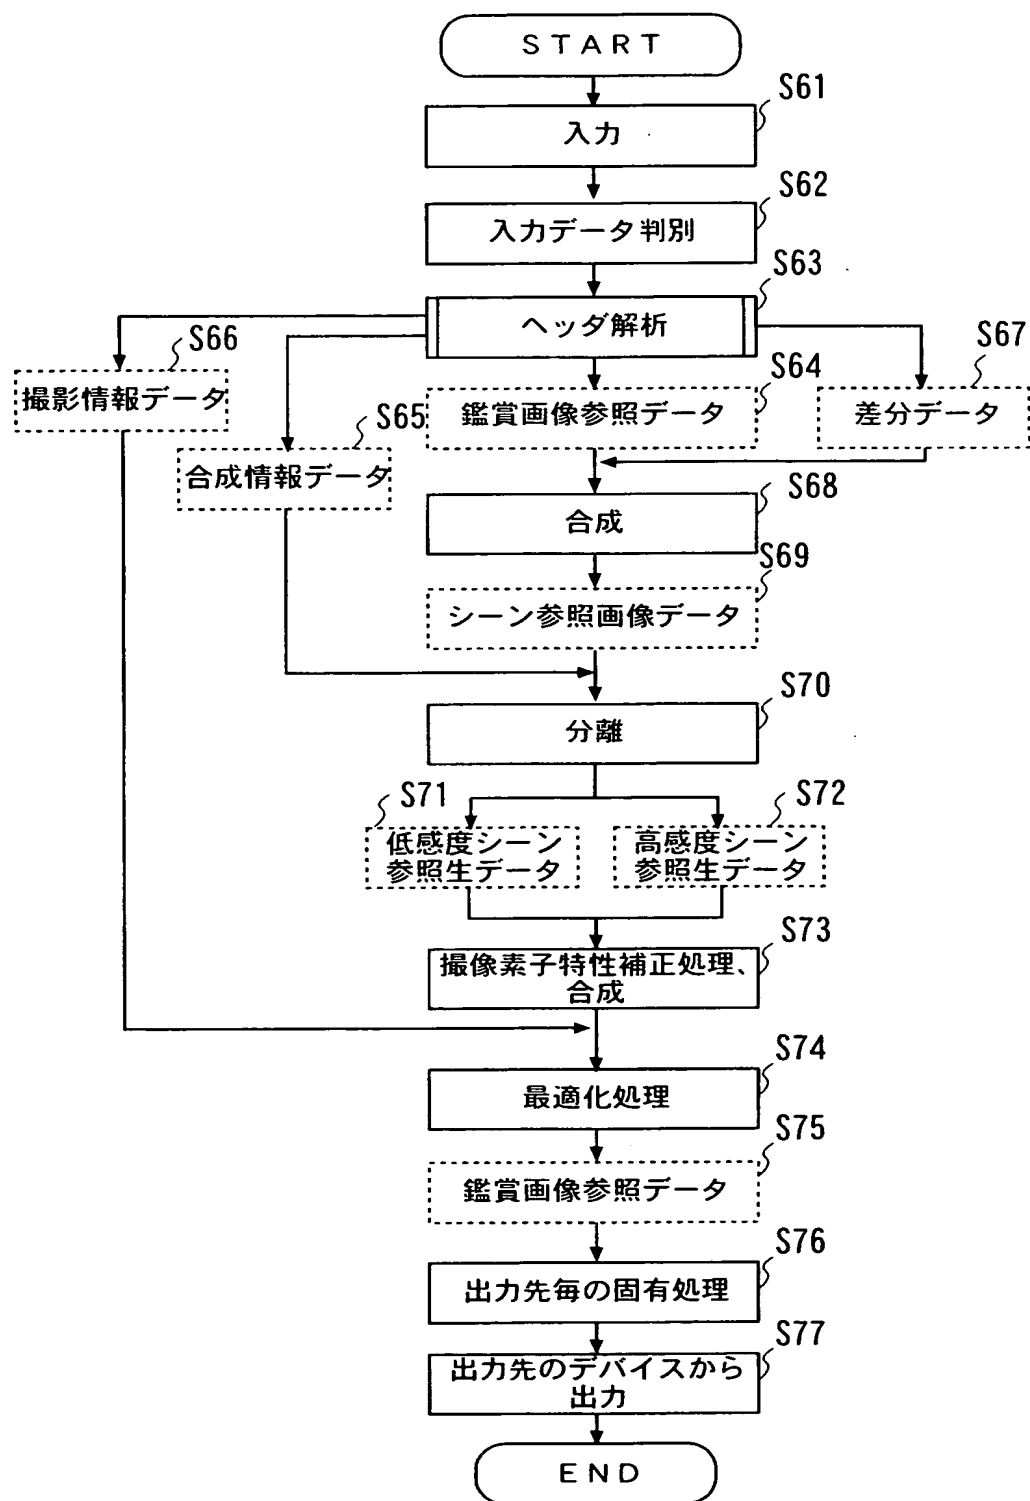 START
S61
入力
S62
入力データ判別
S63
ヘッダ解析
S66
撮影情報データ
S65
合成情報データ
S64
鑑賞画像参照データ
S67
差分データ
S68
合成
S69
シーン参照画像データ
S70
分離
S71
低感度シーン
参照生データ
S72
高感度シーン
参照生データ
S73
撮像素子特性補正処理、
合成
S74
最適化処理
S75
鑑賞画像参照データ
S76
出力先毎の固有処理
S77
出力先のデバイスから
出力
END